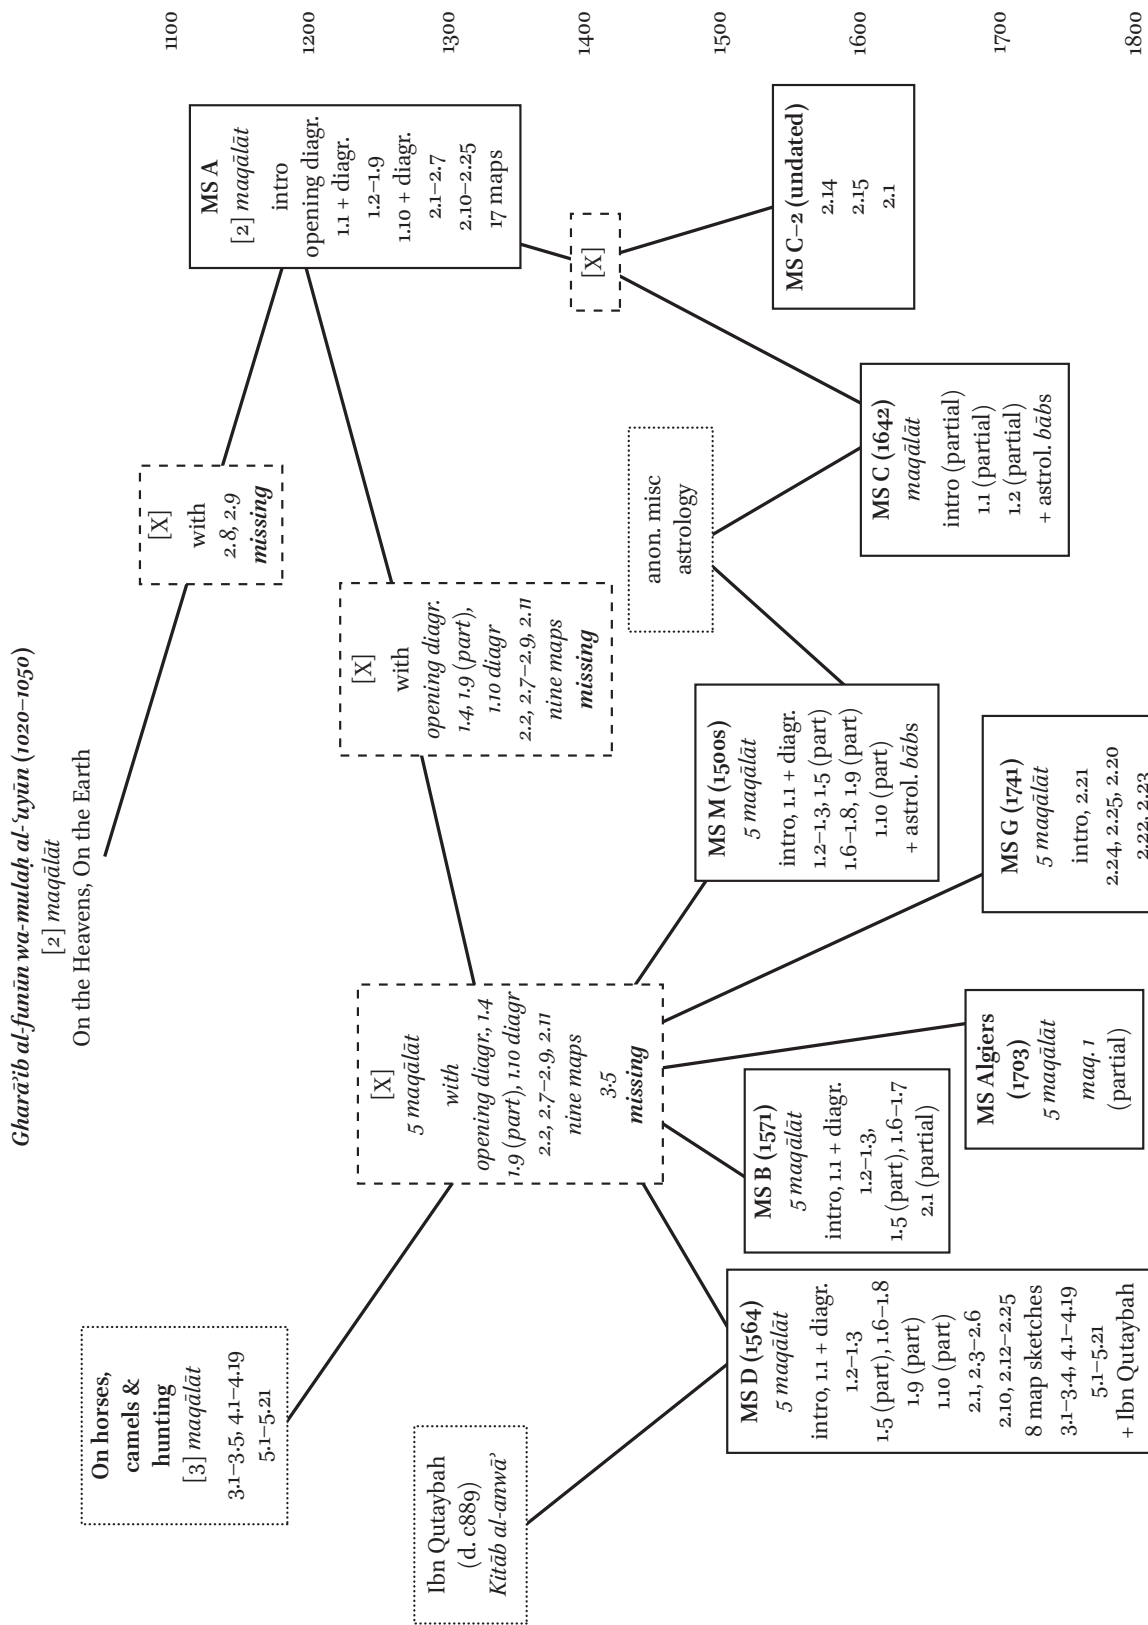 Gharāʾib al-funūn wa-mulaḥ al-ʿuyūn (1020–1050)
[2] maqālāt
On the Heavens, On the Earth
On horses,
camels &
hunting
[3] maqālāt
3.1–3.5, 4.1–4.19
5.1–5.21
[X]
with
2.8, 2.9
missing
MS A
[2] maqālāt
intro
opening diagr.
1.1 + diagr.
1.2–1.9
1.10 + diagr.
2.1–2.7
2.10–2.25
17 maps
[X]
with
opening diagr.
1.4, 1.9 (part),
1.10 diagr
2.2, 2.7–2.9, 2.11
nine maps
missing
[X]
5 maqālāt
with
opening diagr., 1.4
1.9 (part), 1.10 diagr
2.2, 2.7–2.9, 2.11
nine maps
3.5
missing
Ibn Qutaybah
(d. c889)
Kitāb al-anwāʾ
[X]
anon. misc
astrology
MS D (1564)
5 maqālāt
intro, 1.1 + diagr.
1.2–1.3
1.5 (part), 1.6–1.8
1.9 (part)
1.10 (part)
2.1, 2.3–2.6
2.10, 2.12–2.25
8 map sketches
3.1–3.4, 4.1–4.19
5.1–5.21
+ Ibn Qutaybah
MS B (1571)
5 maqālāt
intro, 1.1 + diagr.
1.2–1.3,
1.5 (part), 1.6–1.7
2.1 (partial)
MS Algiers
(1703)
5 maqālāt
maq. 1
(partial)
MS M (1500s)
5 maqālāt
intro, 1.1 + diagr.
1.2–1.3, 1.5 (part)
1.6–1.8, 1.9 (part)
1.10 (part)
+ astrol. bābs
MS G (1741)
5 maqālāt
intro, 2.21
2.24, 2.25, 2.20
2.22, 2.23
MS C (1642)
maqālāt
intro (partial)
1.1 (partial)
1.2 (partial)
+ astrol. bābs
MS C–2 (undated)
2.14
2.15
2.1
1100
1200
1300
1400
1500
1600
1700
1800